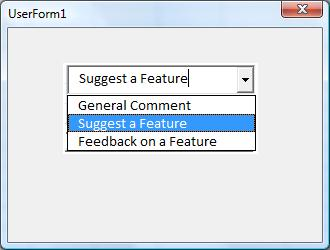 UserForm1
Suggest a Feature
General Comment
Suggest a Feature
Feedback on a Feature